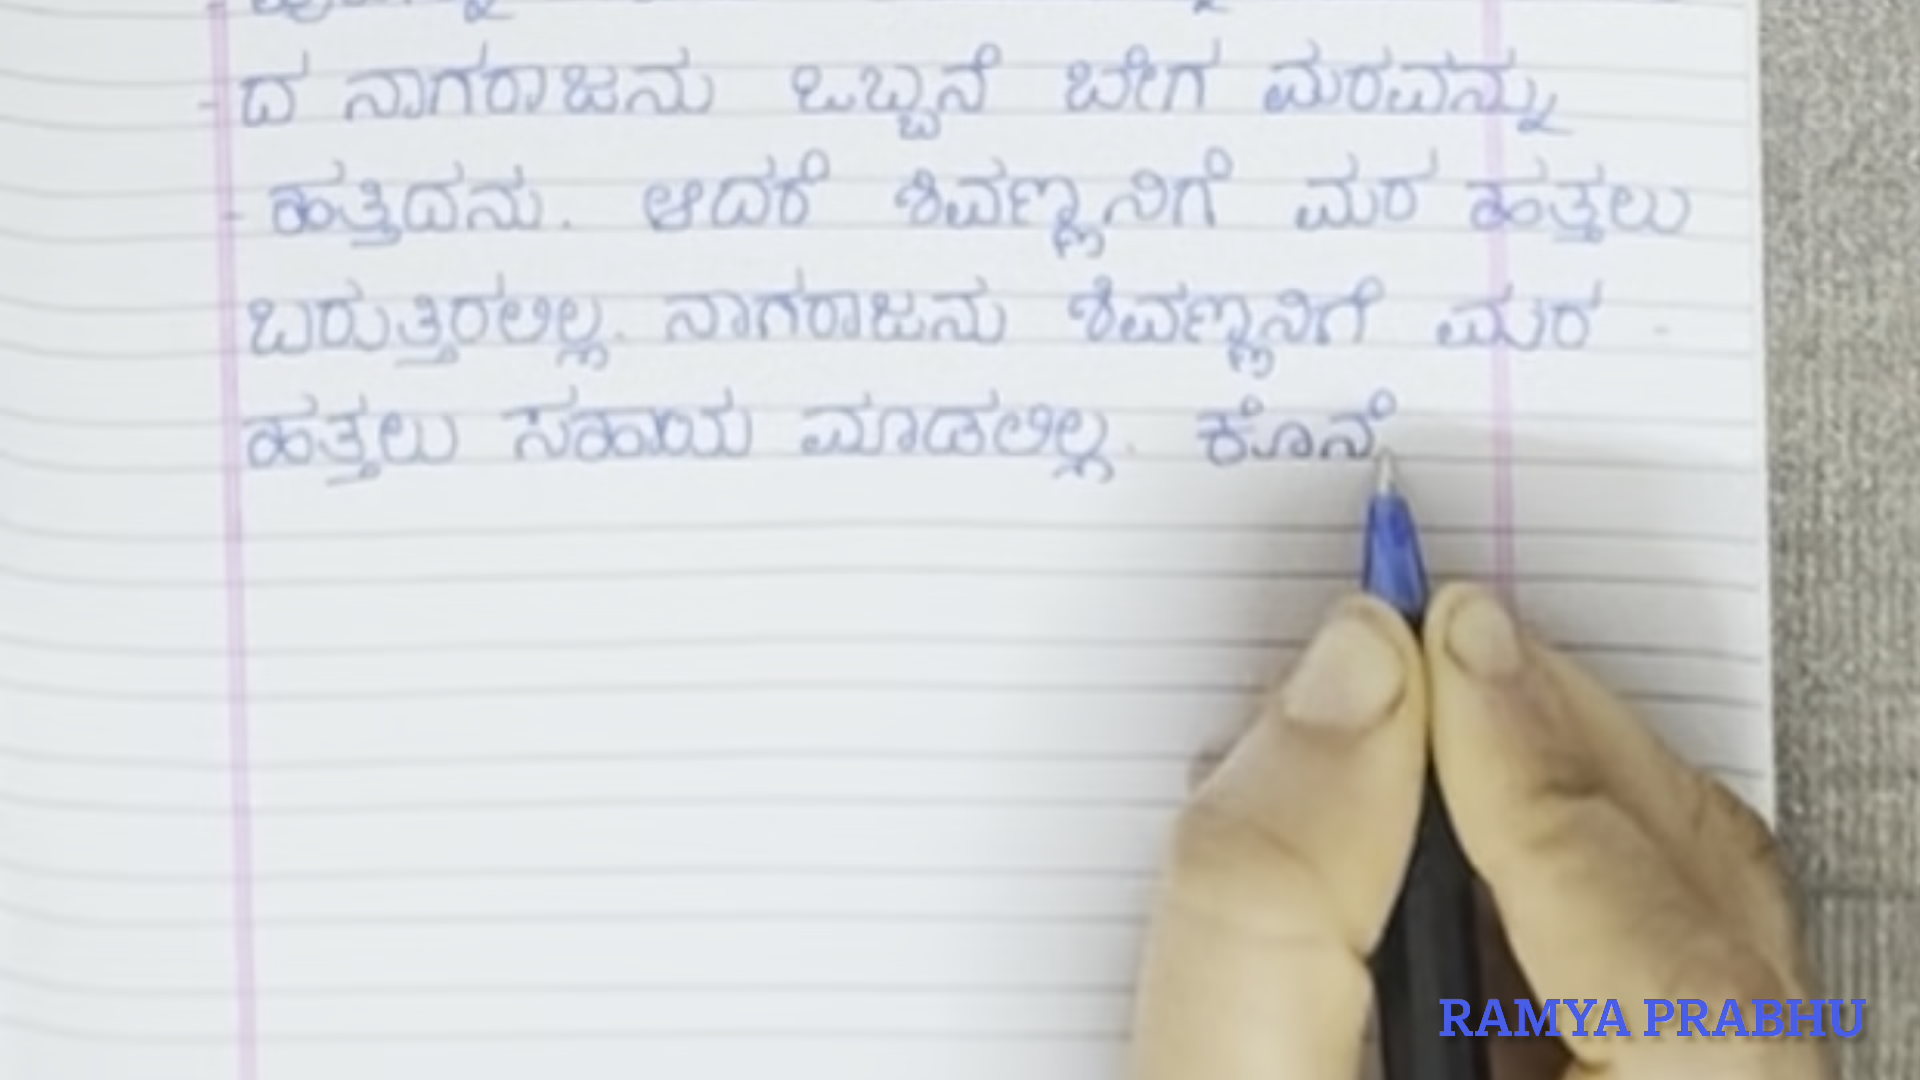 ದ ನಾಗರಾಜನು ಒಬ್ಬನೆ ಬೇಗ ಮರವನ್ನು
ಹತ್ತಿದನು. ಆದರೆ ಶಿವಣ್ಣನಿಗೆ ಮರ ಹತ್ತಲು
ಬರುತ್ತಿರಲಿಲ್ಲ. ನಾಗರಾಜನು ಶಿವಣ್ಣನಿಗೆ ಮರ
ಹತ್ತಲು ಸಹಾಯ ಮಾಡಲಿಲ್ಲ. ಕೊನೆ
RAMYA PRABHU